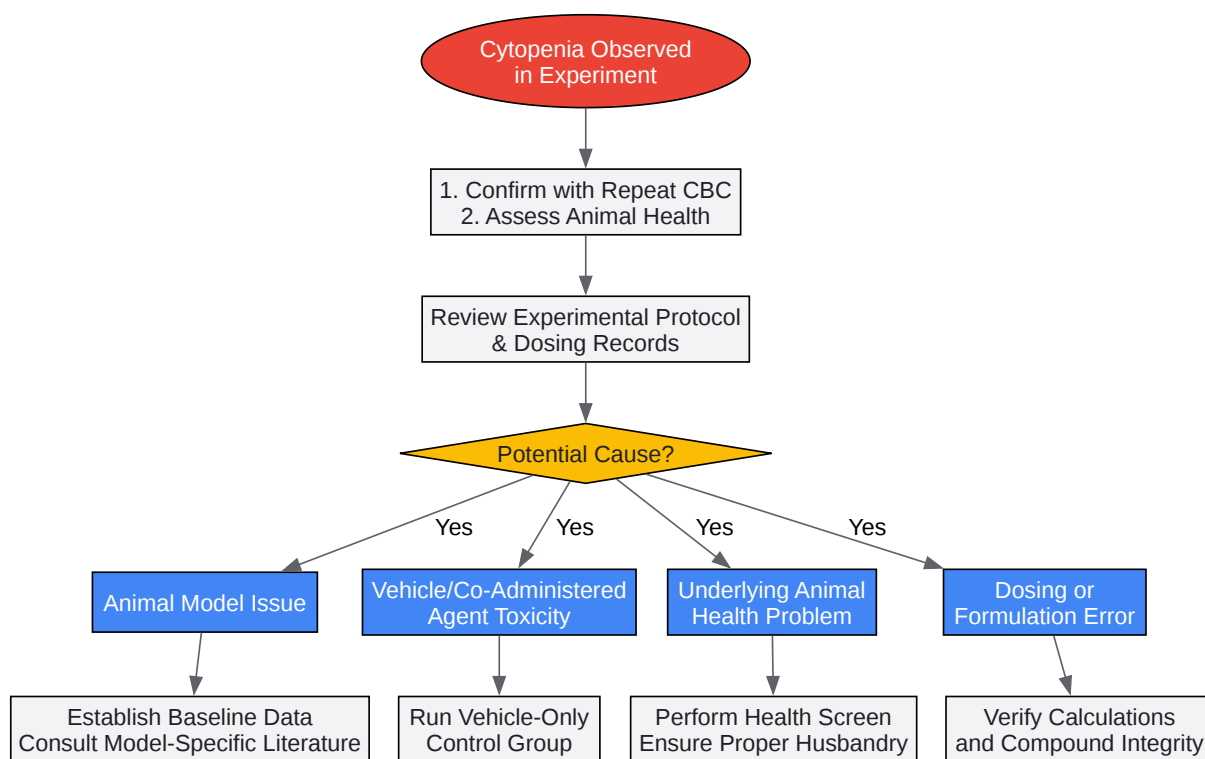 Cytopenia Observed
in Experiment
1. Confirm with Repeat CBC
2. Assess Animal Health
Review Experimental Protocol
& Dosing Records
Potential Cause?
Yes
Yes
Yes
Yes
Animal Model Issue
Vehicle/Co-Administered
Agent Toxicity
Underlying Animal
Health Problem
Dosing or
Formulation Error
Establish Baseline Data
Consult Model-Specific Literature
Run Vehicle-Only
Control Group
Perform Health Screen
Ensure Proper Husbandry
Verify Calculations
and Compound Integrity